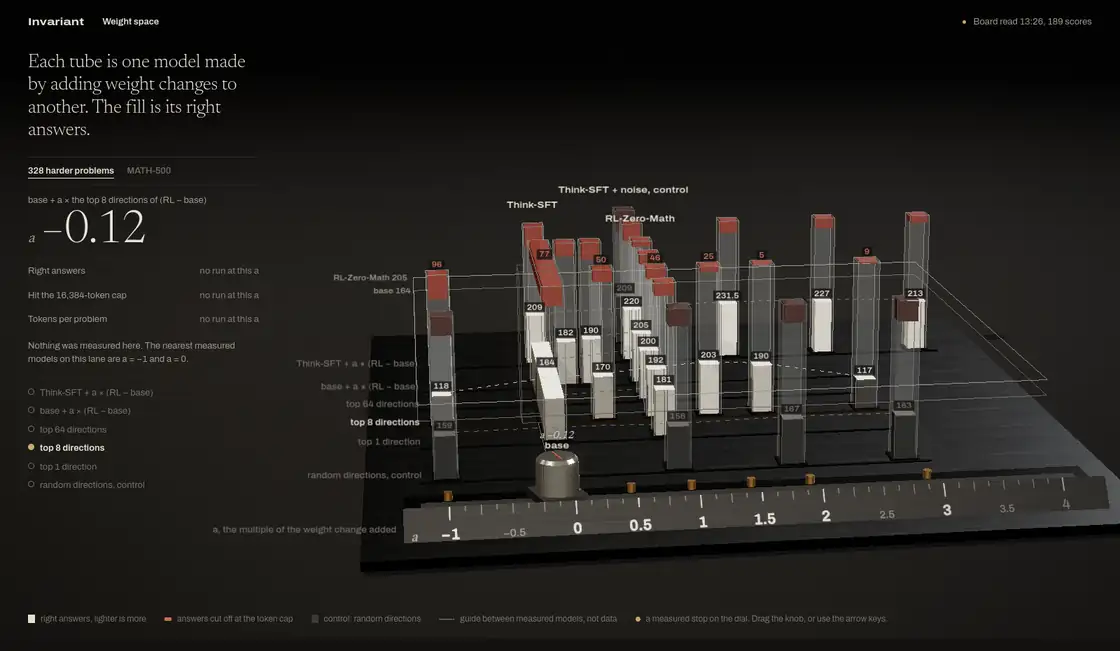 Invariant
Weight space
Board read 13:26, 189 scores
Each tube is one model made
by adding weight changes to
another. The fill is its right
answers.
328 harder problems
MATH-500
base + a × the top 8 directions of (RL – base)
a −0.12
Right answers
no run at this a
Hit the 16,384-token cap
no run at this a
Tokens per problem
no run at this a
Nothing was measured here. The nearest measured
models on this lane are a = −1 and a = 0.
Think-SFT + a × (RL – base)
base + a × (RL – base)
top 64 directions
top 8 directions
top 1 direction
random directions, control
Think-SFT + noise, control
Think-SFT
RL-Zero-Math
RL-Zero-Math 205
base 164
96
77
50
46
25
5
9
209
209
220
231.5
227
213
182
190
205
200
192
181
170
203
190
117
164
118
159
156
167
163
Think-SFT + a × (RL – base)
base + a × (RL – base)
top 64 directions
top 8 directions
top 1 direction
random directions, control
a −0.12
base
a, the multiple of the weight change added
a
−1
−0.5
0
0.5
1
1.5
2
2.5
3
3.5
4
right answers, lighter is more
answers cut off at the token cap
control: random directions
guide between measured models, not data
a measured stop on the dial. Drag the knob, or use the arrow keys.